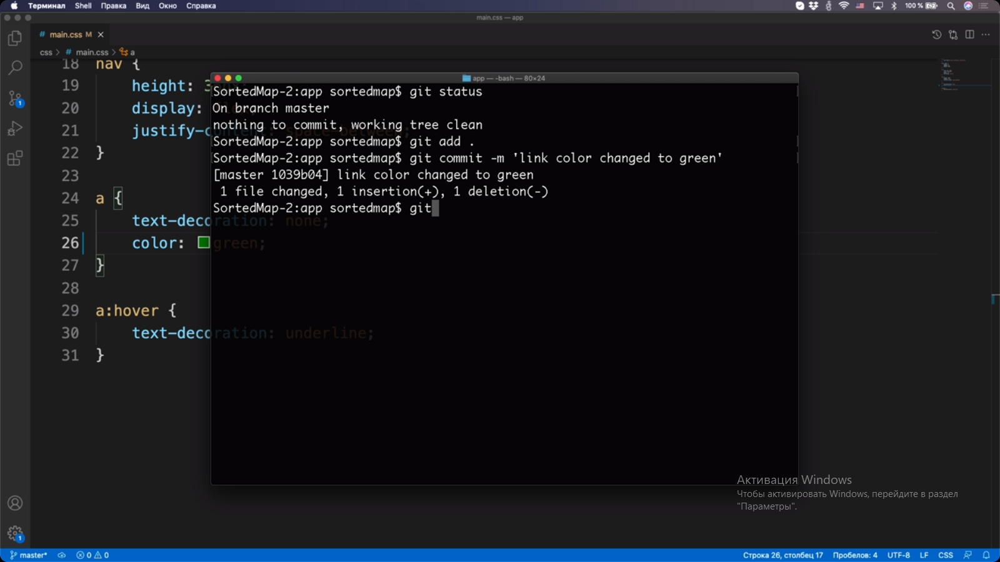 Терминал Shell Правка Вид Окно Справка 100 %
main.css — app
# main.css M ×
css > # main.css > a
18 nav {
19 height:
20 display:
21 justify-content: space-between;
22 }
23
24 a {
25 text-decoration: none;
26 color: green;
27 }
28
29 a:hover {
30 text-decoration: underline;
31 }
app — -bash — 80×24
SortedMap-2:app sortedmap$ git status
On branch master
nothing to commit, working tree clean
SortedMap-2:app sortedmap$ git add .
SortedMap-2:app sortedmap$ git commit -m 'link color changed to green'
[master 1039b04] link color changed to green
1 file changed, 1 insertion(+), 1 deletion(-)
SortedMap-2:app sortedmap$ git
1
1
Активация Windows
Чтобы активировать Windows, перейдите в раздел
"Параметры".
master* 0 0 Строка 26, столбец 17 Пробелов: 4 UTF-8 LF CSS